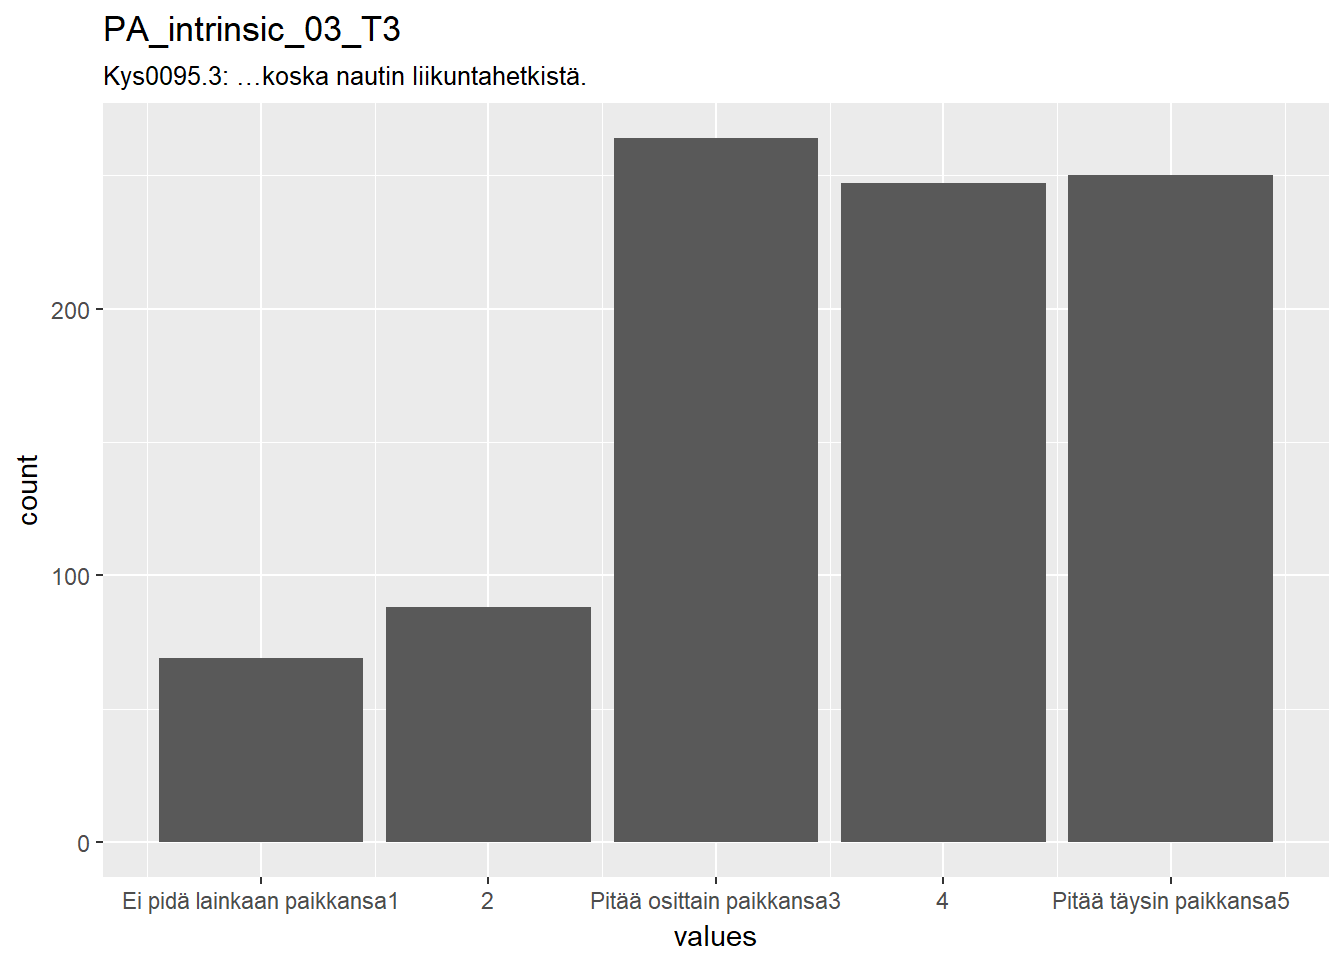 PA_intrinsic_03_T3
Kys0095.3: …koska nautin liikuntahetkistä.
200
100
0
count
Ei pidä lainkaan paikkansa1
2
Pitää osittain paikkansa3
4
Pitää täysin paikkansa5
values